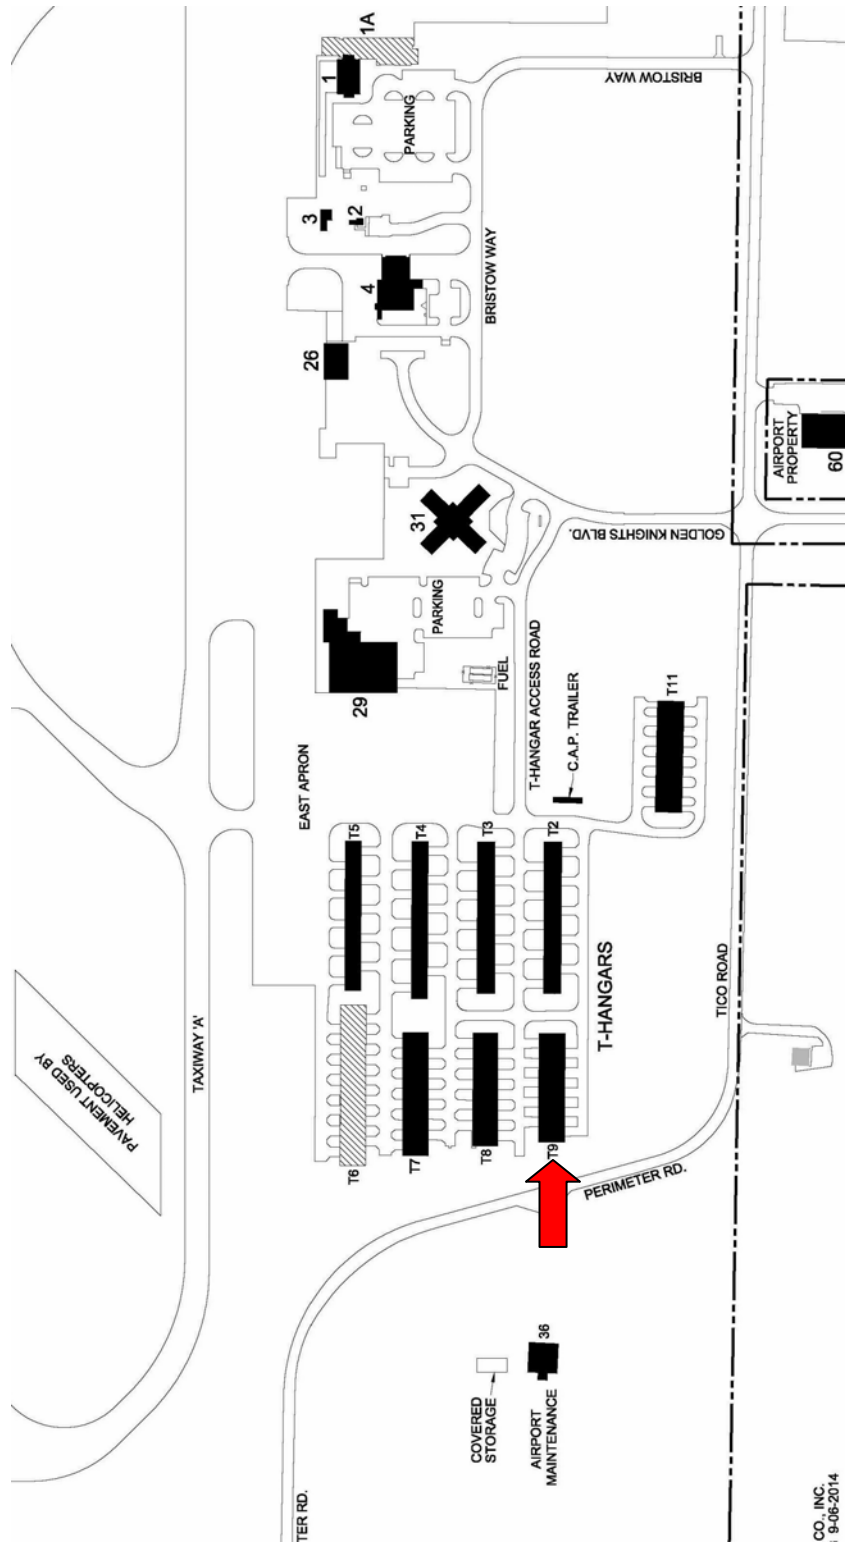 1A
1
BRISTOW WAY
PARKING
3
2
4
BRISTOW WAY
26
AIRPORT
PROPERTY
60
31
GOLDEN KNIGHTS BLVD.
PARKING
FUEL
29
T-HANGAR ACCESS ROAD
C.A.P. TRAILER
T11
EAST APRON
T5
T4
T3
T2
T-HANGARS
TICO ROAD
TAXIWAY 'A'
PAVEMENT USED BY
HELICOPTERS
T6
T7
T8
T9
PERIMETER RD.
36
COVERED
STORAGE
AIRPORT
MAINTENANCE
TER RD.
CO., INC.
9-06-2014